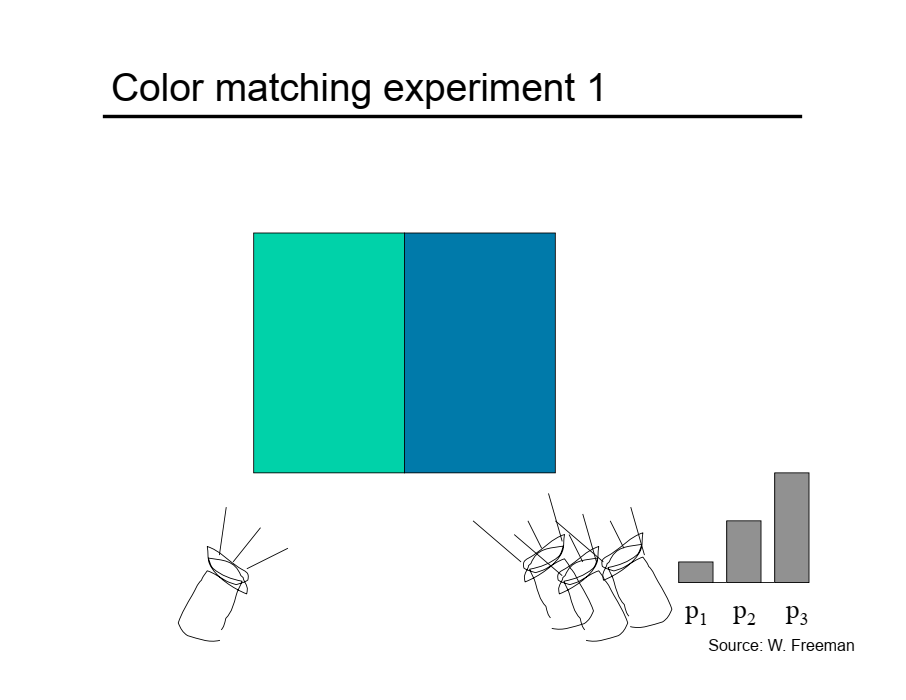 Color matching experiment 1
p1 p2 p3
Source: W. Freeman